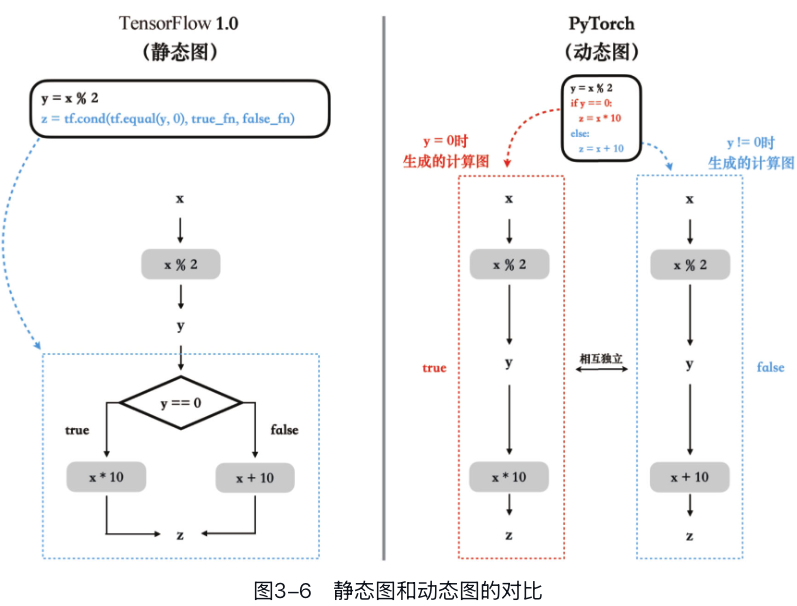 TensorFlow 1.0
(静态图)
y = x % 2
z = tf.cond(tf.equal(y, 0), true_fn, false_fn)
x
x % 2
y
y == 0
true
false
x * 10
x + 10
z
PyTorch
(动态图)
y = x % 2
if y == 0:
z = x * 10
else:
z = x + 10
y = 0时
生成的计算图
y != 0时
生成的计算图
x
x % 2
y
true
x * 10
z
相互独立
x
x % 2
y
false
x + 10
z
图3-6 静态图和动态图的对比